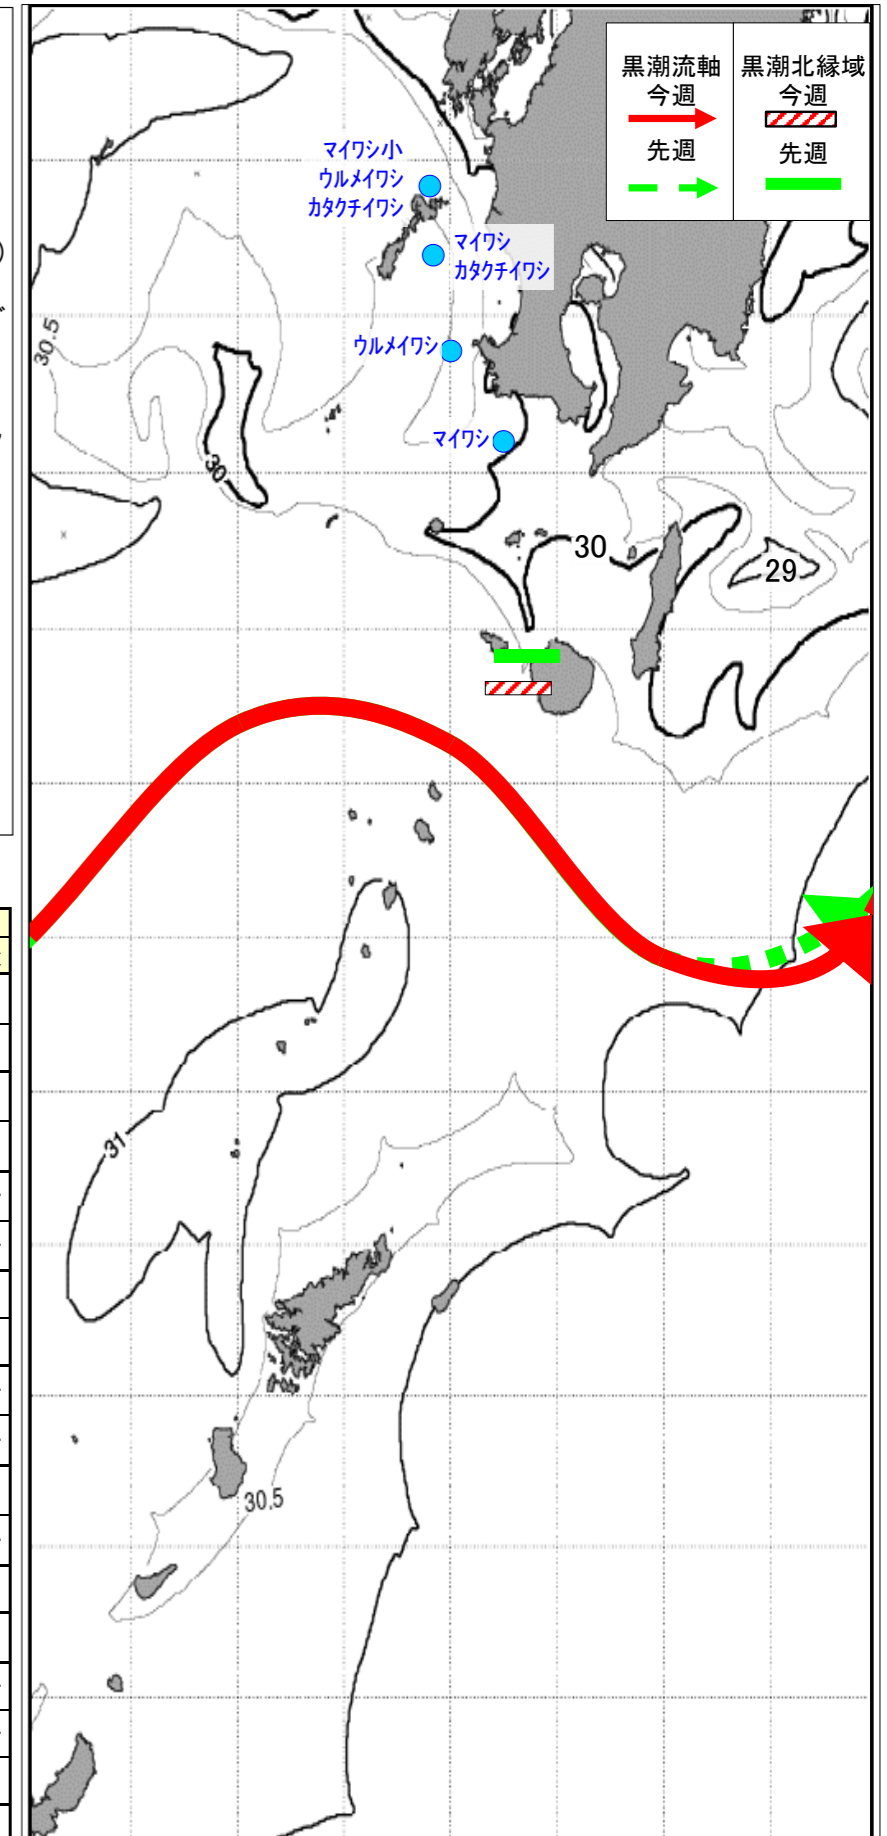 黒潮流軸
今週
先週
黒潮北縁域
今週
先週
マイワシ小
ウルメイワシ
カタクチイワシ
マイワシ
カタクチイワシ
30.5
ウルメイワシ
マイワシ
30
30
29
31
30.5